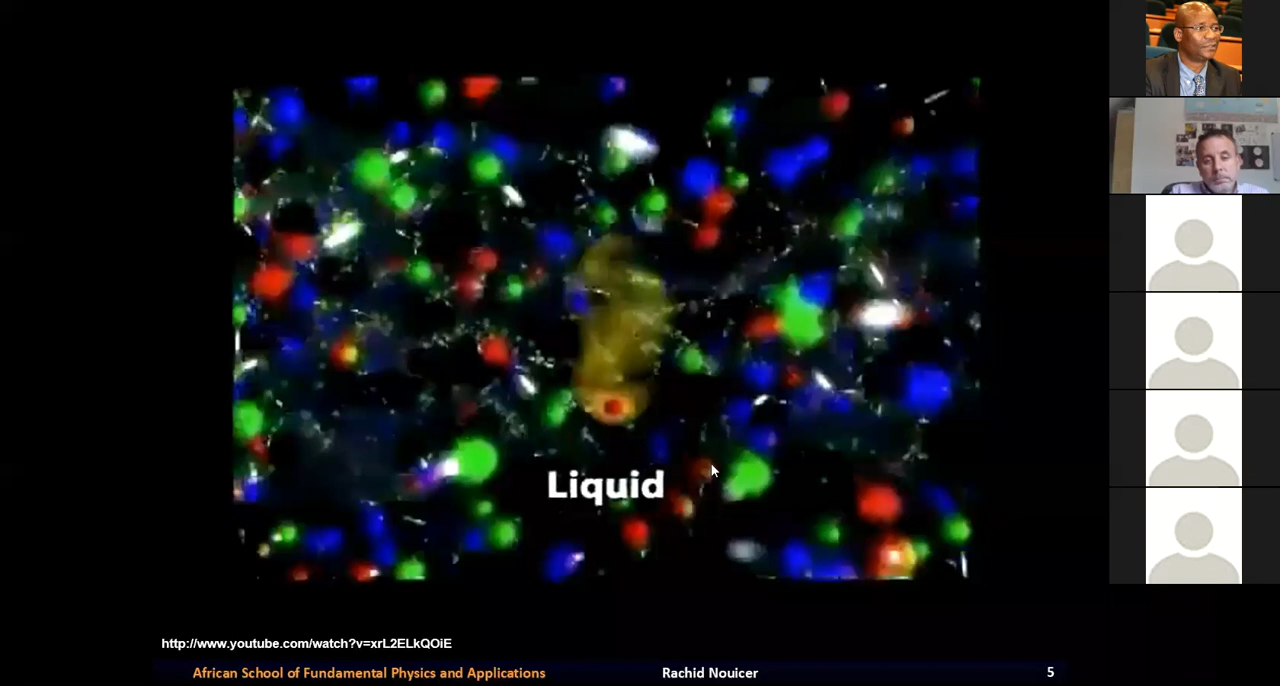 Liquid
http://www.youtube.com/watch?v=xrL2ELkQOiE
African School of Fundamental Physics and Applications Rachid Nouicer 5